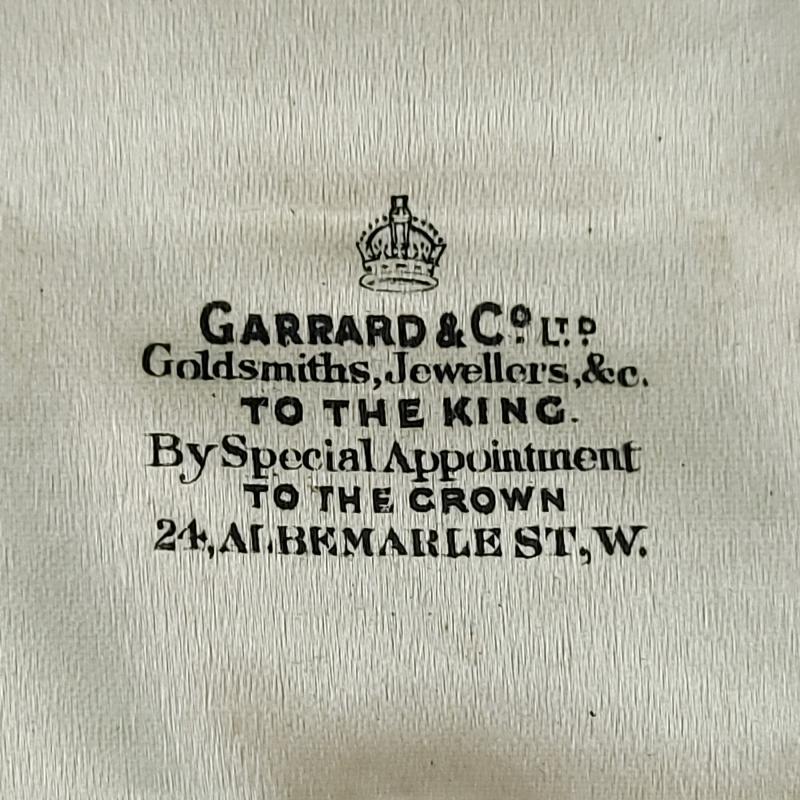 GARRARD & Co. LTD
Goldsmiths, Jewellers, &c.
TO THE KING.
By Special Appointment
TO THE CROWN
24, ALBEMARLE ST, W.